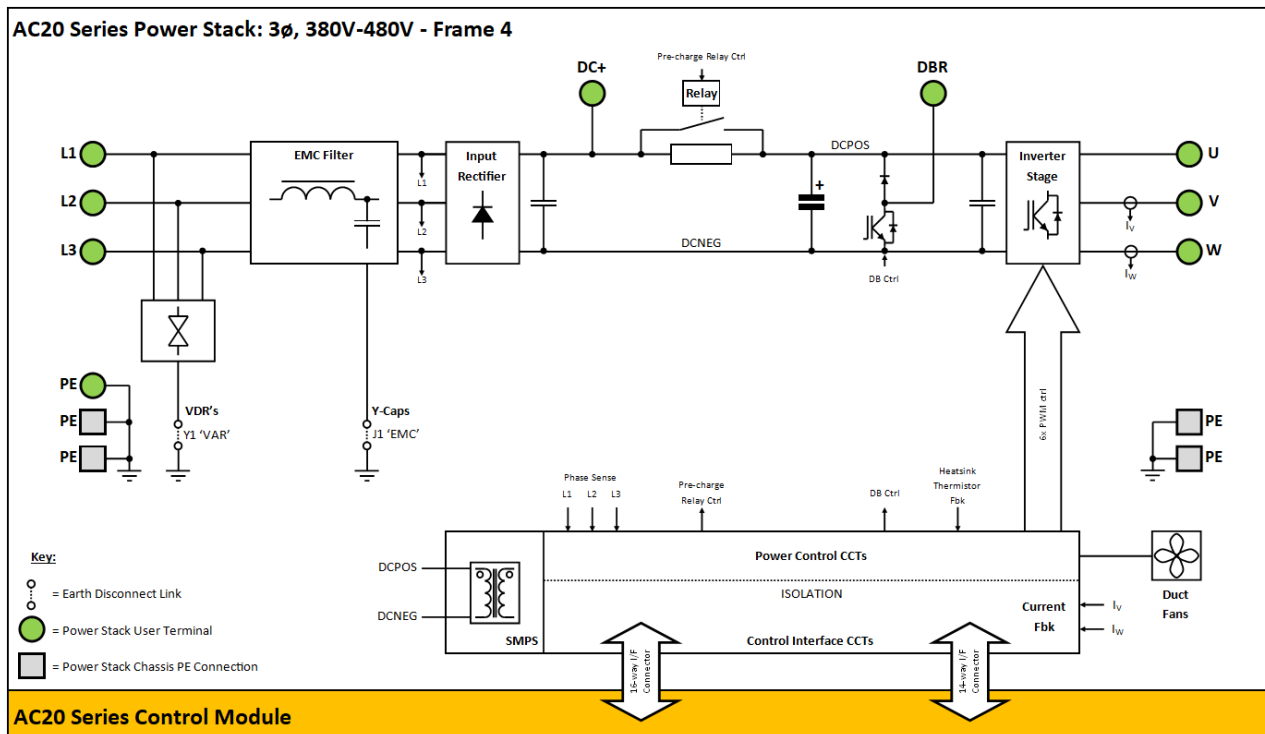 AC20 Series Power Stack: 3ø, 380V-480V - Frame 4
Pre-charge Relay Ctrl
DC+
DBR
Relay
L1
EMC Filter
Input
Rectifier
DCPOS
Inverter
Stage
U
L1
L2
+
V
L2
IV
L3
DCNEG
W
L3
DB Ctrl
IW
PE
VDR's
Y-Caps
PE
Y1 'VAR'
J1 'EMC'
PE
6x PWM ctrl
PE
PE
Phase Sense
L1 L2 L3
Pre-charge
Relay Ctrl
DB Ctrl
Heatsink
Thermistor
Fbk
Key:
= Earth Disconnect Link
= Power Stack User Terminal
= Power Stack Chassis PE Connection
DCPOS
DCNEG
SMPS
Power Control CCTs
ISOLATION
Control Interface CCTs
Current
Fbk
IV
IW
Duct
Fans
16-way I/F
Connector
14-way I/F
Connector
AC20 Series Control Module